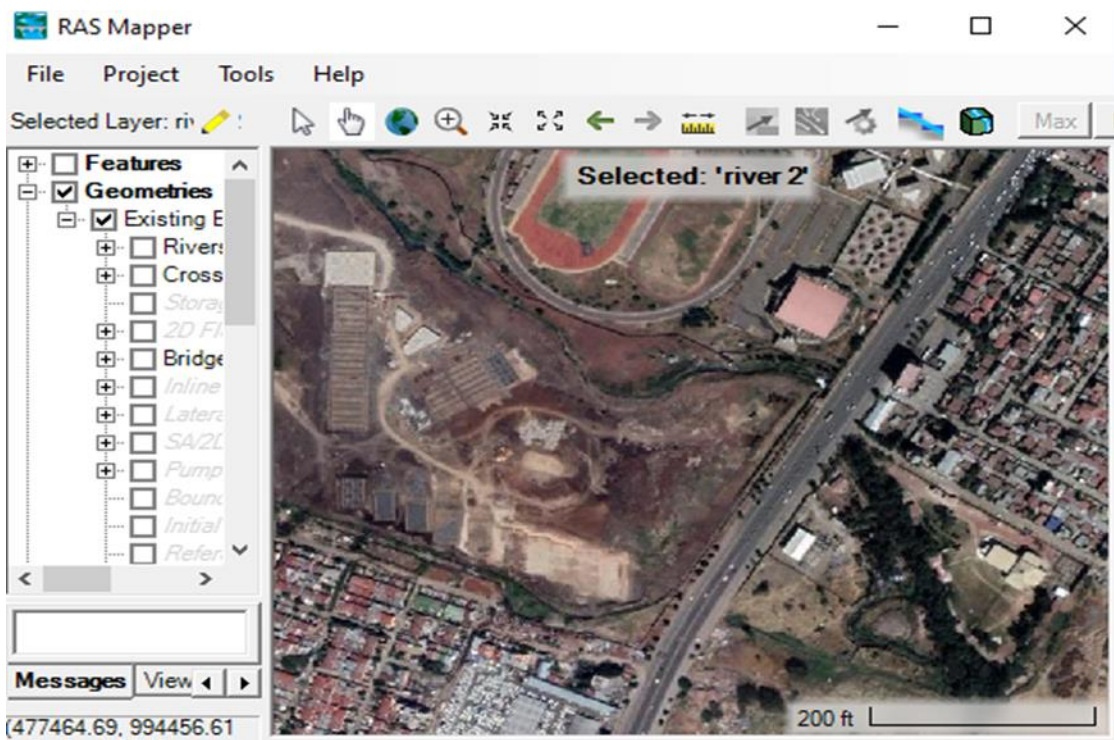 RAS Mapper
File Project Tools Help
Selected Layer: riv
Max
Features
Geometries
Existing E
Rivers
Cross
Storag
2D Fl
Bridge
Inline
Latera
SA/2D
Pump
Bound
Initial
Refer
Selected: 'river 2'
200 ft
Messages View
(477464.69, 994456.61